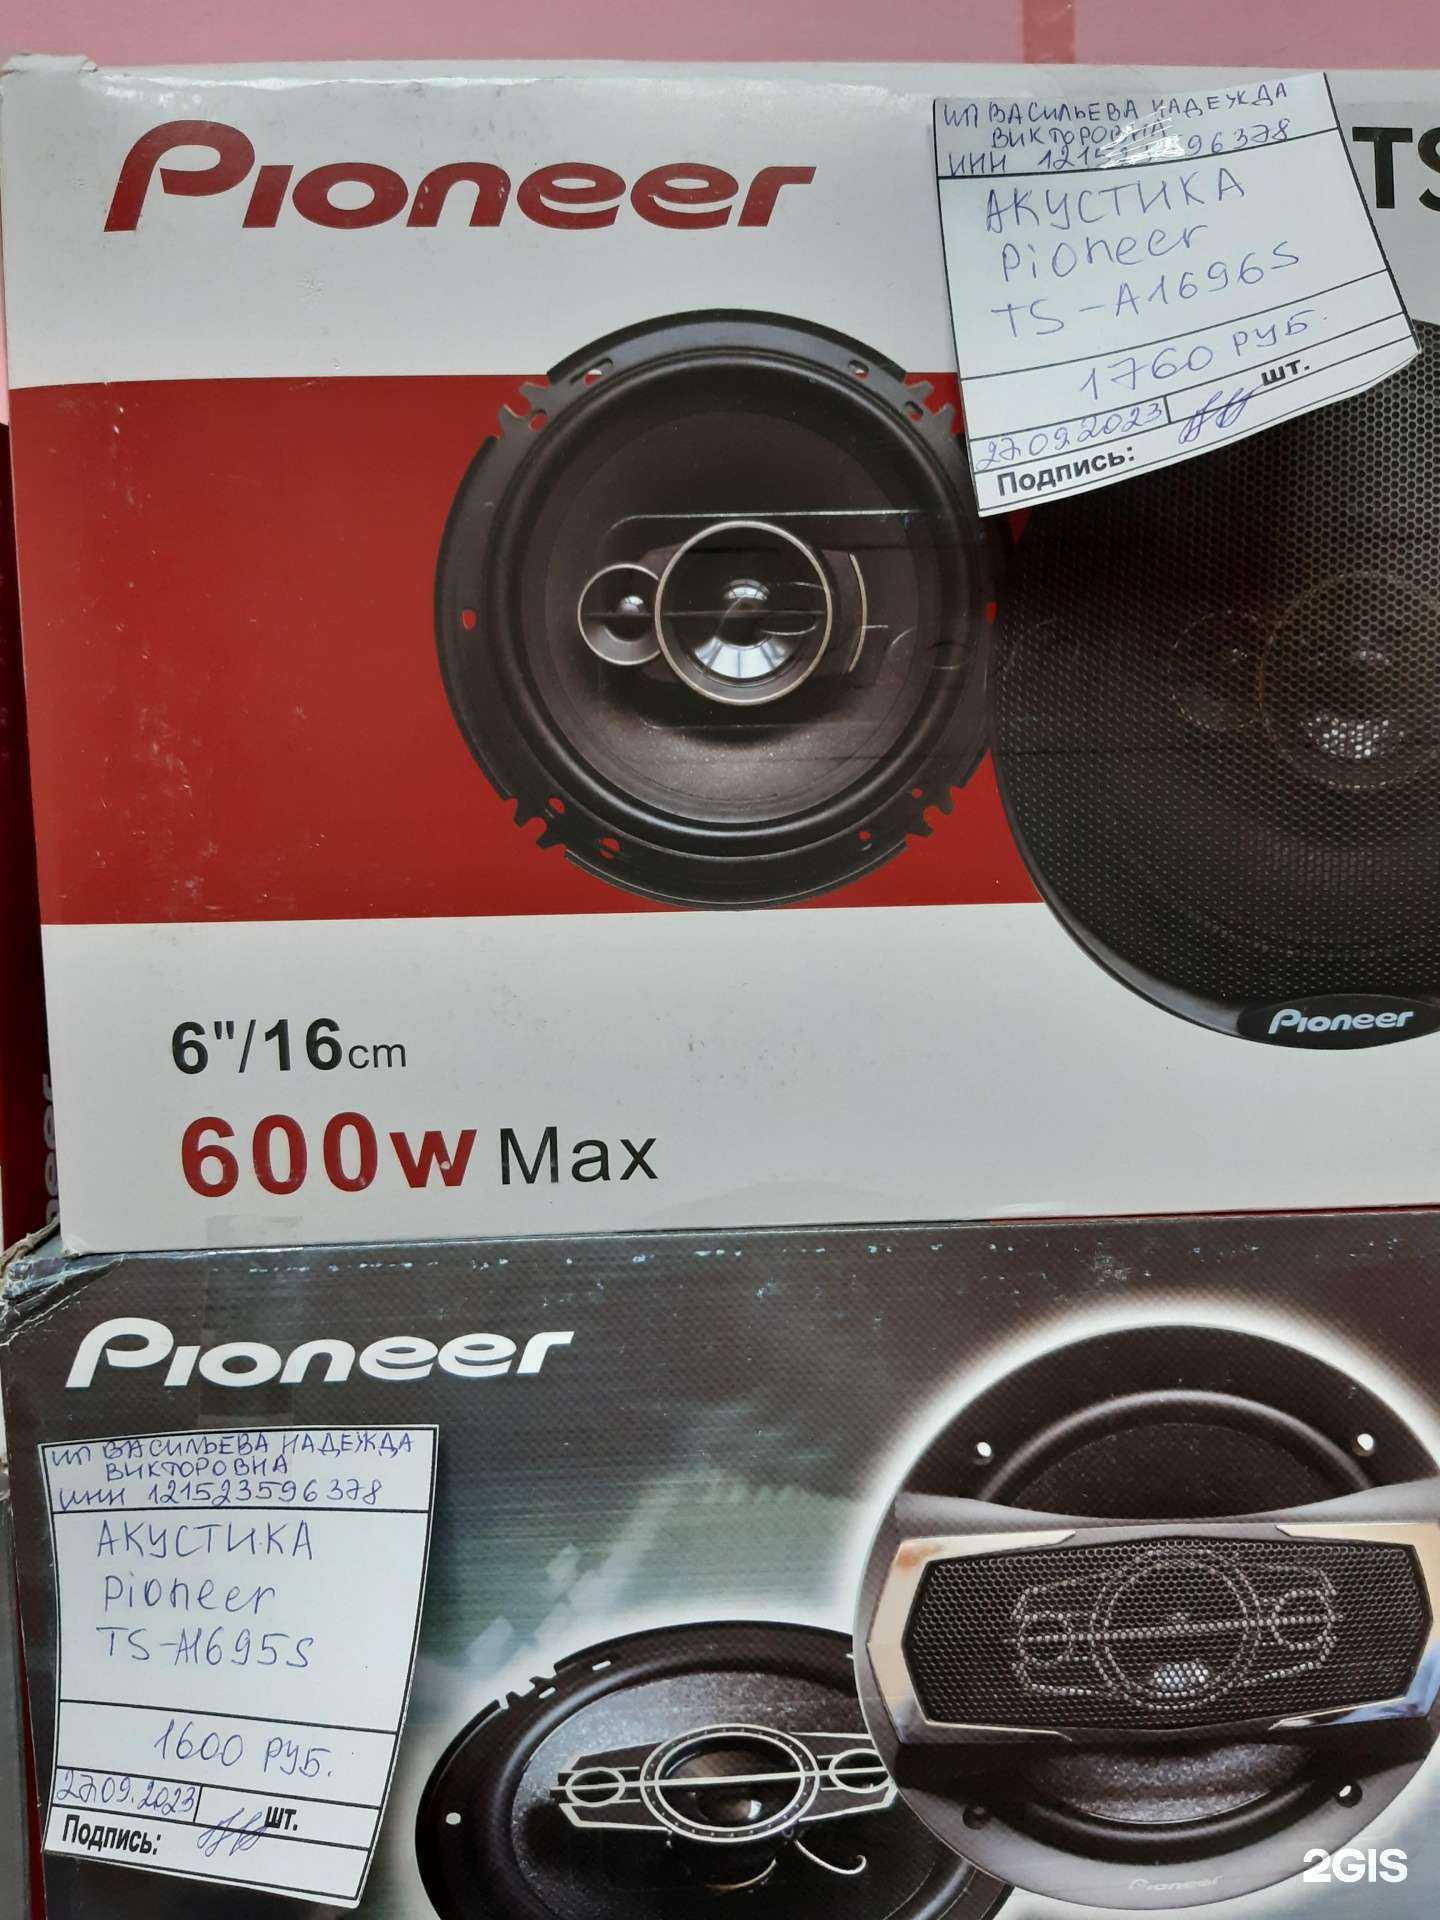 Pioneer
ИП ВАСИЛЬЕВА НАДЕЖДА
ВИКТОРОВНА
ИНН
АКУСТИКА
Pioneer
TS-A1696S
1760 РУБ.
шт.
27.09.2023
Подпись:
TS
Pioneer
6"/16cm
600w Max
Pioneer
ИП ВАСИЛЬЕВА НАДЕЖДА
ВИКТОРОВНА
ИНН 121523596378
АКУСТИКА
Pioneer
TS-A1695S
1600 РУБ.
27.09.2023
шт.
Подпись:
Pioneer
2GIS